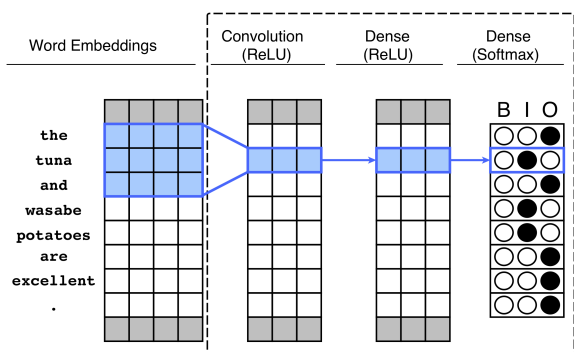 Word Embeddings
Convolution
(ReLU)
Dense
(ReLU)
Dense
(Softmax)
B I O
the
tuna
and
wasabe
potatoes
are
excellent
.